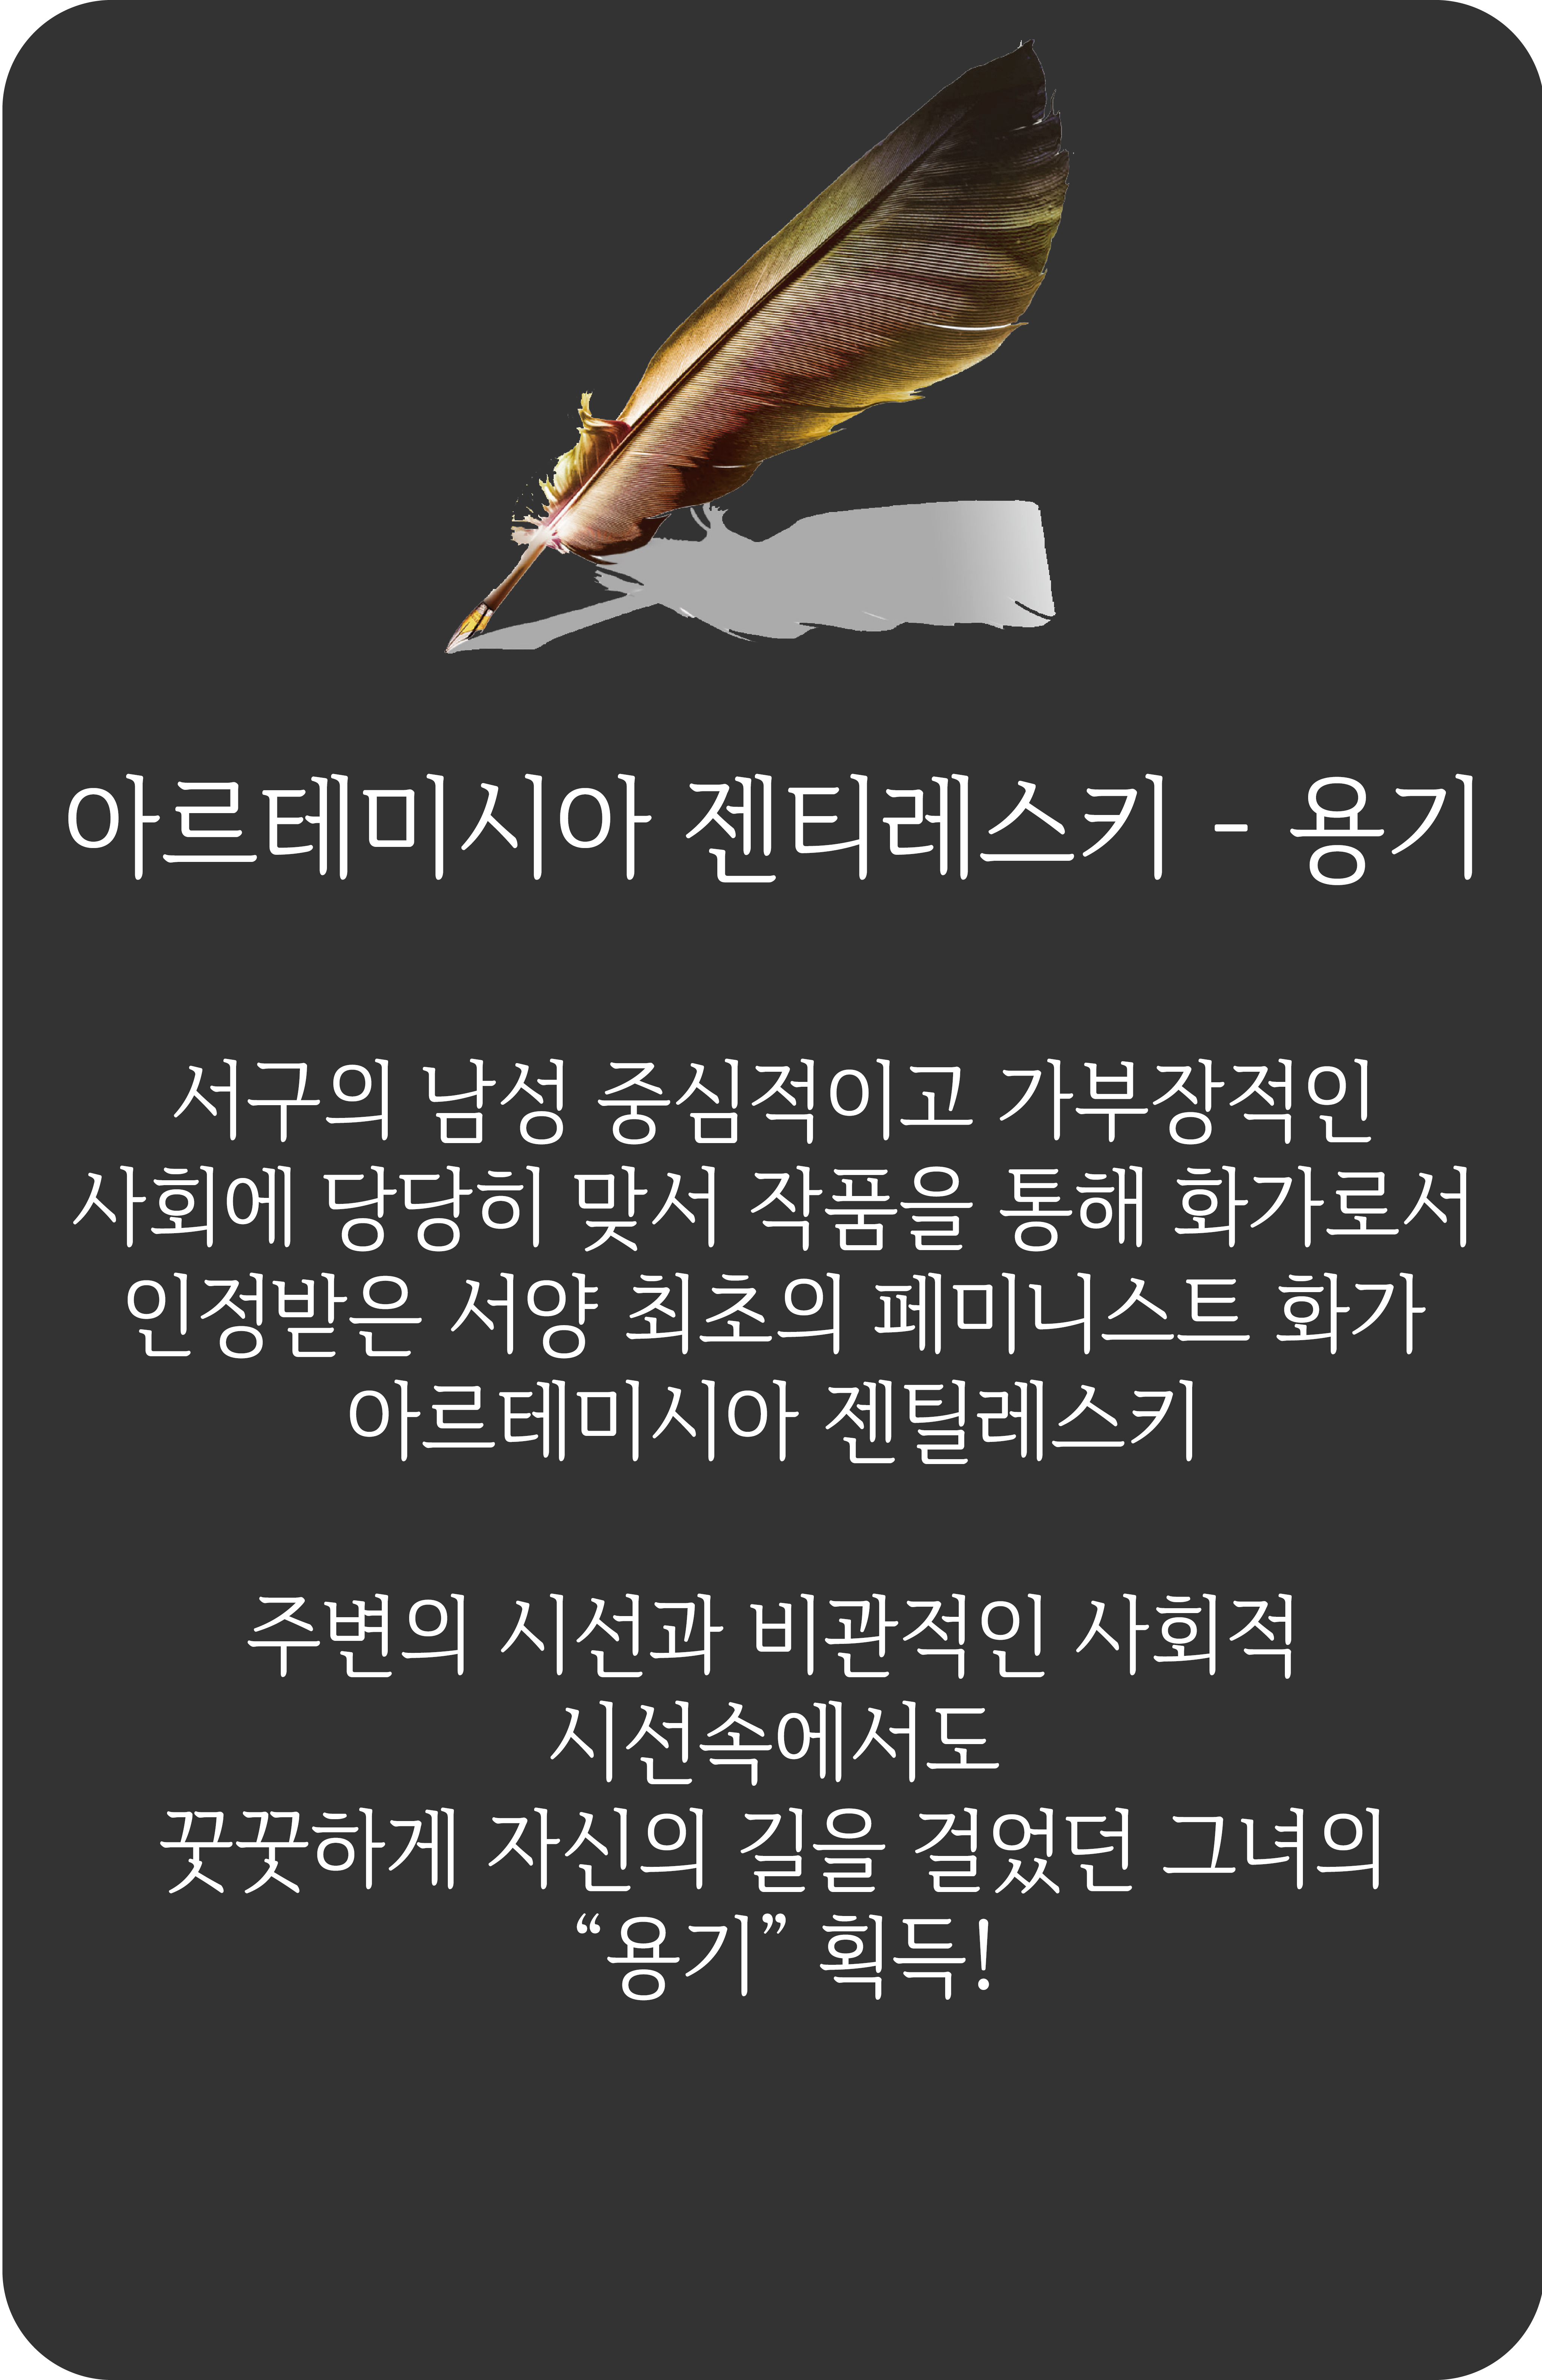 아르테미시아 젠티레스키 - 용기
서구의 남성 중심적이고 가부장적인
사회에 당당히 맞서 작품을 통해 화가로서
인정받은 서양 최초의 페미니스트 화가
아르테미시아 젠틸레스키
주변의 시선과 비관적인 사회적
시선속에서도
꿋꿋하게 자신의 길을 걸었던 그녀의
“용기” 획득!